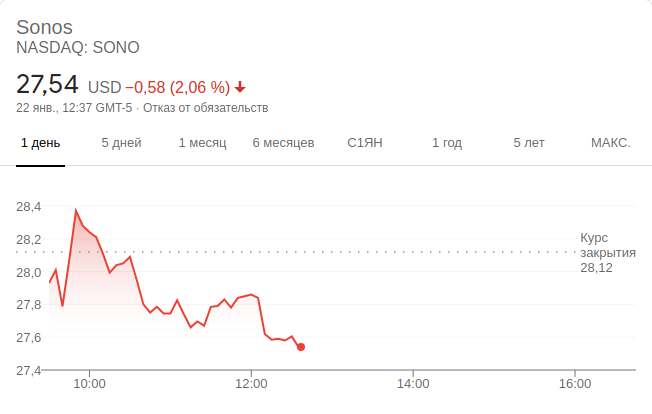 Sonos
NASDAQ: SONO
27,54 USD −0,58 (2,06 %)
22 янв., 12:37 GMT-5 · Отказ от обязательств
1 день 5 дней 1 месяц 6 месяцев С1ЯН 1 год 5 лет МАКС.
28,4
28,2
28,0
27,8
27,6
27,4
Курс
закрытия
28,12
10:00 12:00 14:00 16:00